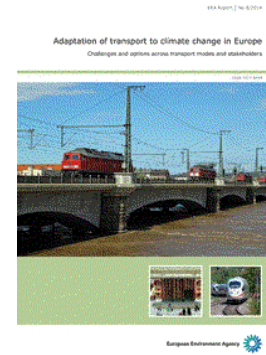 EEA Report | No 8/2014
Adaptation of transport to climate change in Europe
Challenges and options across transport modes and stakeholders
European Environment Agency